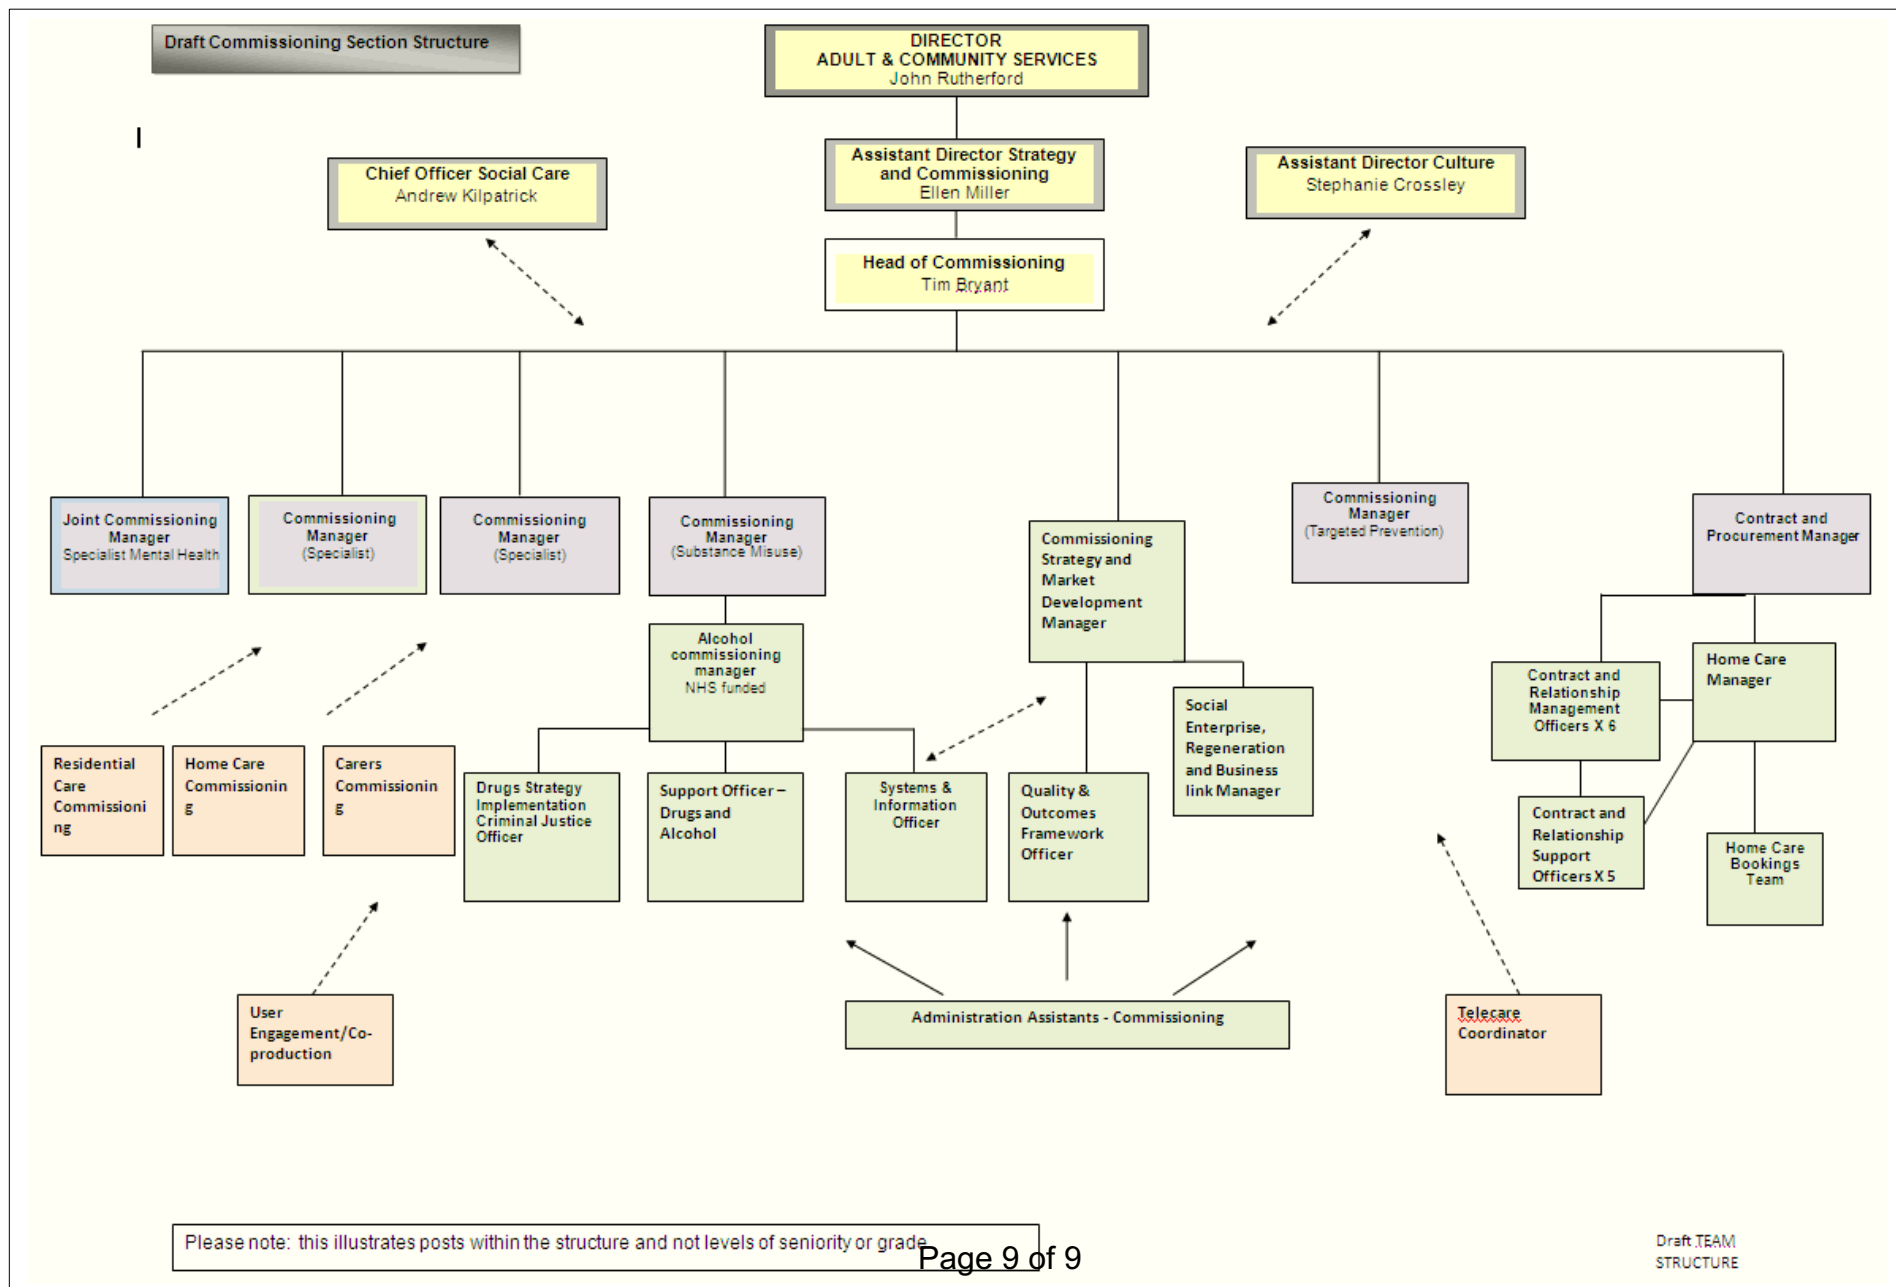 Draft Commissioning Section Structure
DIRECTOR
ADULT & COMMUNITY SERVICES
John Rutherford
Chief Officer Social Care
Andrew Kilpatrick
Assistant Director Strategy
and Commissioning
Ellen Miller
Assistant Director Culture
Stephanie Crossley
Head of Commissioning
Tim Bryant
Joint Commissioning
Manager
Specialist Mental Health
Commissioning
Manager
(Specialist)
Commissioning
Manager
(Specialist)
Commissioning
Manager
(Substance Misuse)
Commissioning
Strategy and
Market
Development
Manager
Commissioning
Manager
(Targeted Prevention)
Contract and
Procurement Manager
Alcohol
commissioning
manager
NHS funded
Social
Enterprise,
Regeneration
and Business
link Manager
Contract and
Relationship
Management
Officers X 6
Home Care
Manager
Residential
Care
Commissioni
ng
Home Care
Commissionin
g
Carers
Commissionin
g
Drugs Strategy
Implementation
Criminal Justice
Officer
Support Officer –
Drugs and
Alcohol
Systems &
Information
Officer
Quality &
Outcomes
Framework
Officer
Contract and
Relationship
Support
Officers X 5
Home Care
Bookings
Team
User
Engagement/Co-
production
Administration Assistants - Commissioning
Telecare
Coordinator
Please note: this illustrates posts within the structure and not levels of seniority or grade
Page 9 of 9
Draft TEAM
STRUCTURE